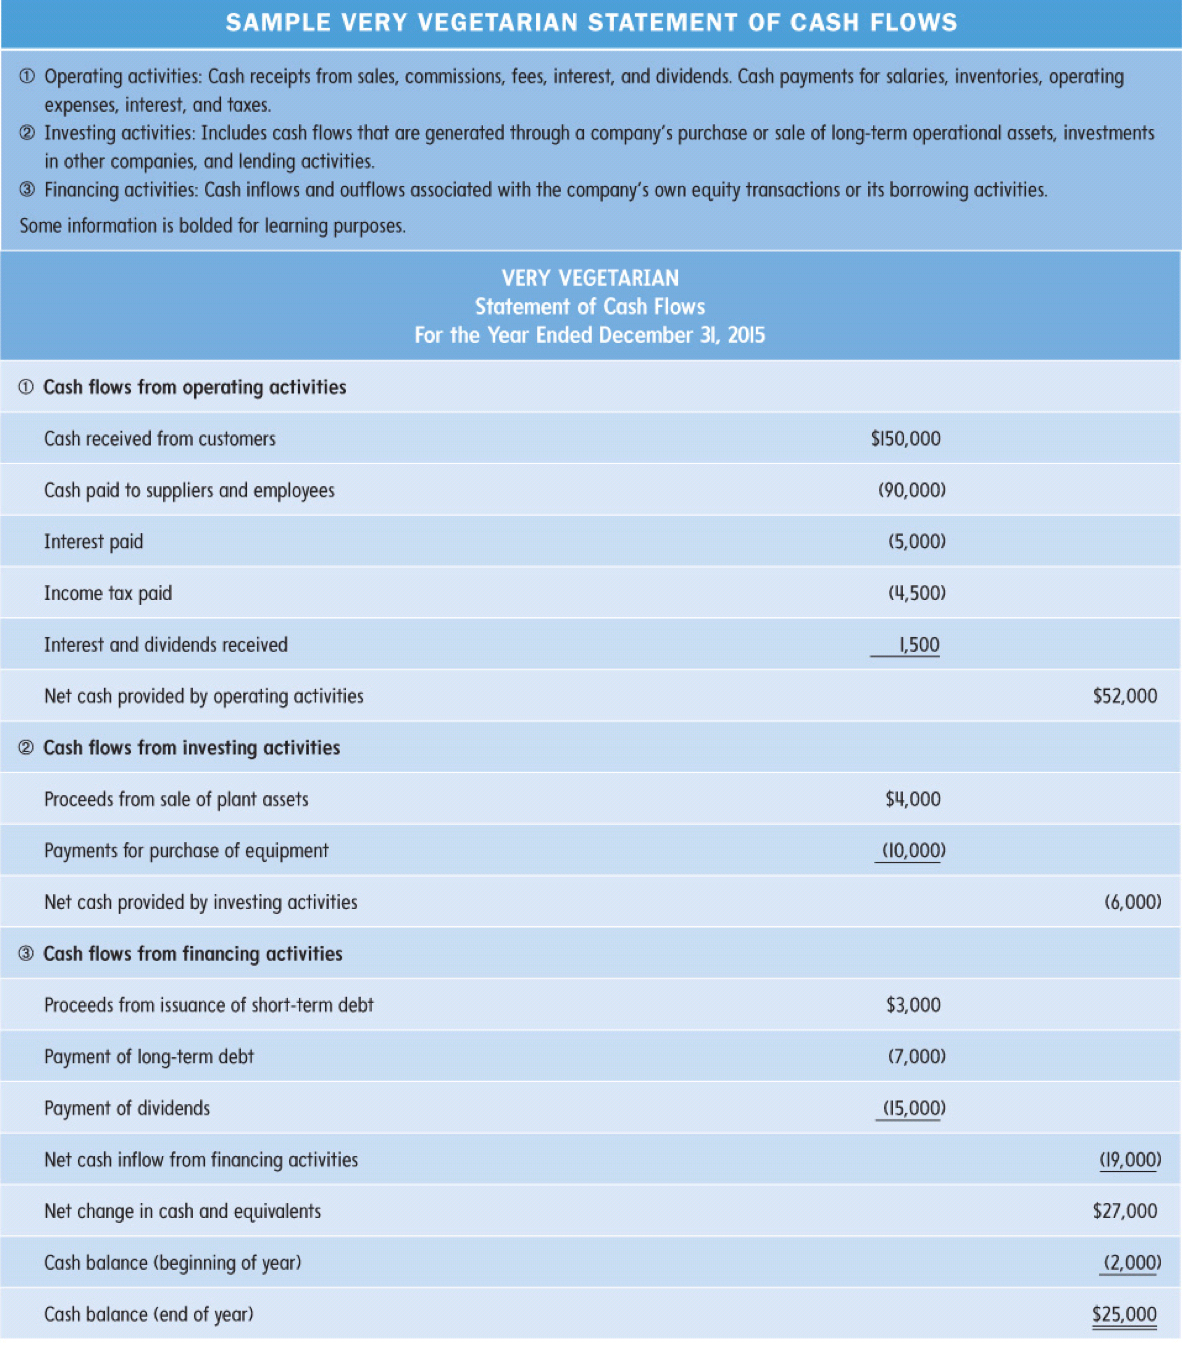 SAMPLE VERY VEGETARIAN STATEMENT OF CASH FLOWS
① Operating activities: Cash receipts from sales, commissions, fees, interest, and dividends. Cash payments for salaries, inventories, operating
expenses, interest, and taxes.
② Investing activities: Includes cash flows that are generated through a company's purchase or sale of long-term operational assets, investments
in other companies, and lending activities.
③ Financing activities: Cash inflows and outflows associated with the company's own equity transactions or its borrowing activities.
Some information is bolded for learning purposes.
VERY VEGETARIAN
Statement of Cash Flows
For the Year Ended December 31, 2015
① Cash flows from operating activities
Cash received from customers $150,000
Cash paid to suppliers and employees (90,000)
Interest paid (5,000)
Income tax paid (4,500)
Interest and dividends received 1,500
Net cash provided by operating activities $52,000
② Cash flows from investing activities
Proceeds from sale of plant assets $4,000
Payments for purchase of equipment (10,000)
Net cash provided by investing activities (6,000)
③ Cash flows from financing activities
Proceeds from issuance of short-term debt $3,000
Payment of long-term debt (7,000)
Payment of dividends (15,000)
Net cash inflow from financing activities (19,000)
Net change in cash and equivalents $27,000
Cash balance (beginning of year) (2,000)
Cash balance (end of year) $25,000